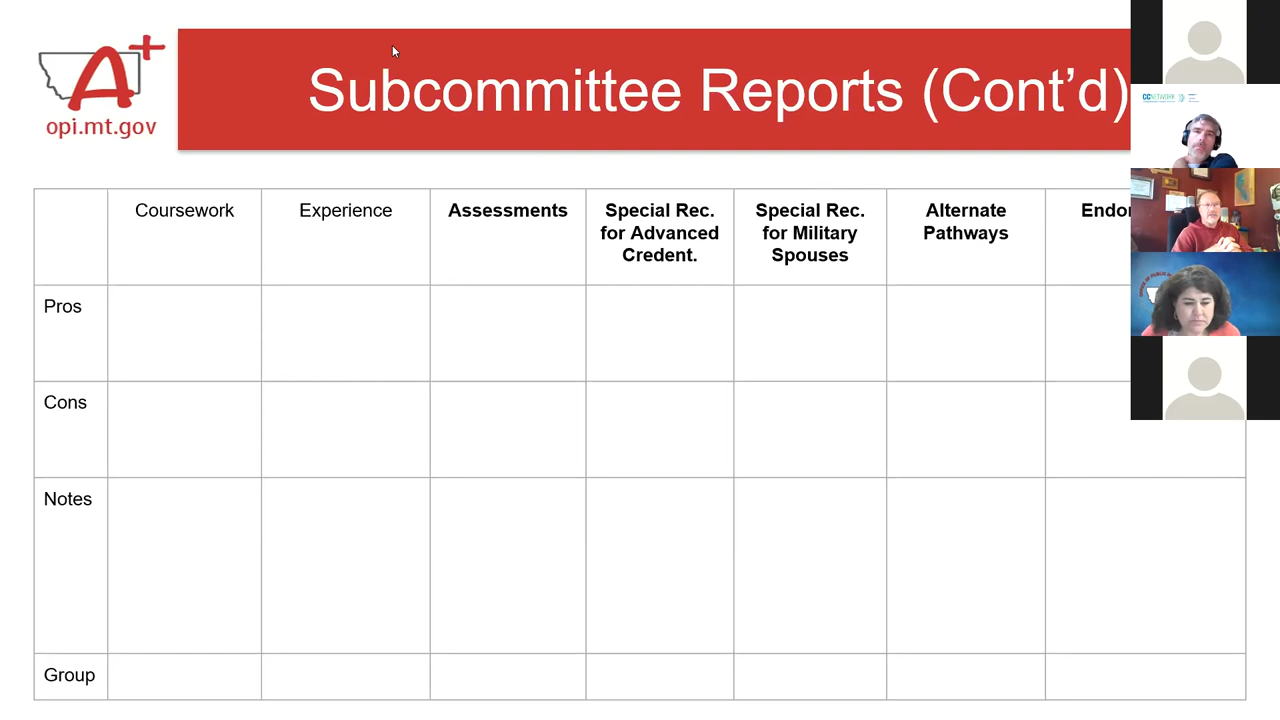 Subcommittee Reports (Cont’d)
opi.mt.gov
Coursework
Experience
Assessments
Special Rec.
for Advanced
Credent.
Special Rec.
for Military
Spouses
Alternate
Pathways
Pros
Cons
Notes
Group